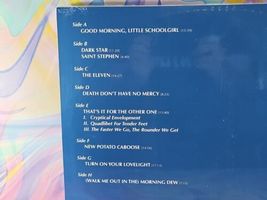 Side A
GOOD MORNING, LITTLE SCHOOLGIRL
Side B
DARK STAR
SAINT STEPHEN
Side C
THE ELEVEN
Side D
DEATH DON'T HAVE NO MERCY
Side E
THAT'S IT FOR THE OTHER ONE
I. Cryptical Envelopment
II. Quadlibet For Tender Feet
III. The Faster We Go, The Rounder We Get
Side F
NEW POTATO CABOOSE
Side G
TURN ON YOUR LOVELIGHT
Side H
(WALK ME OUT IN THE) MORNING DEW